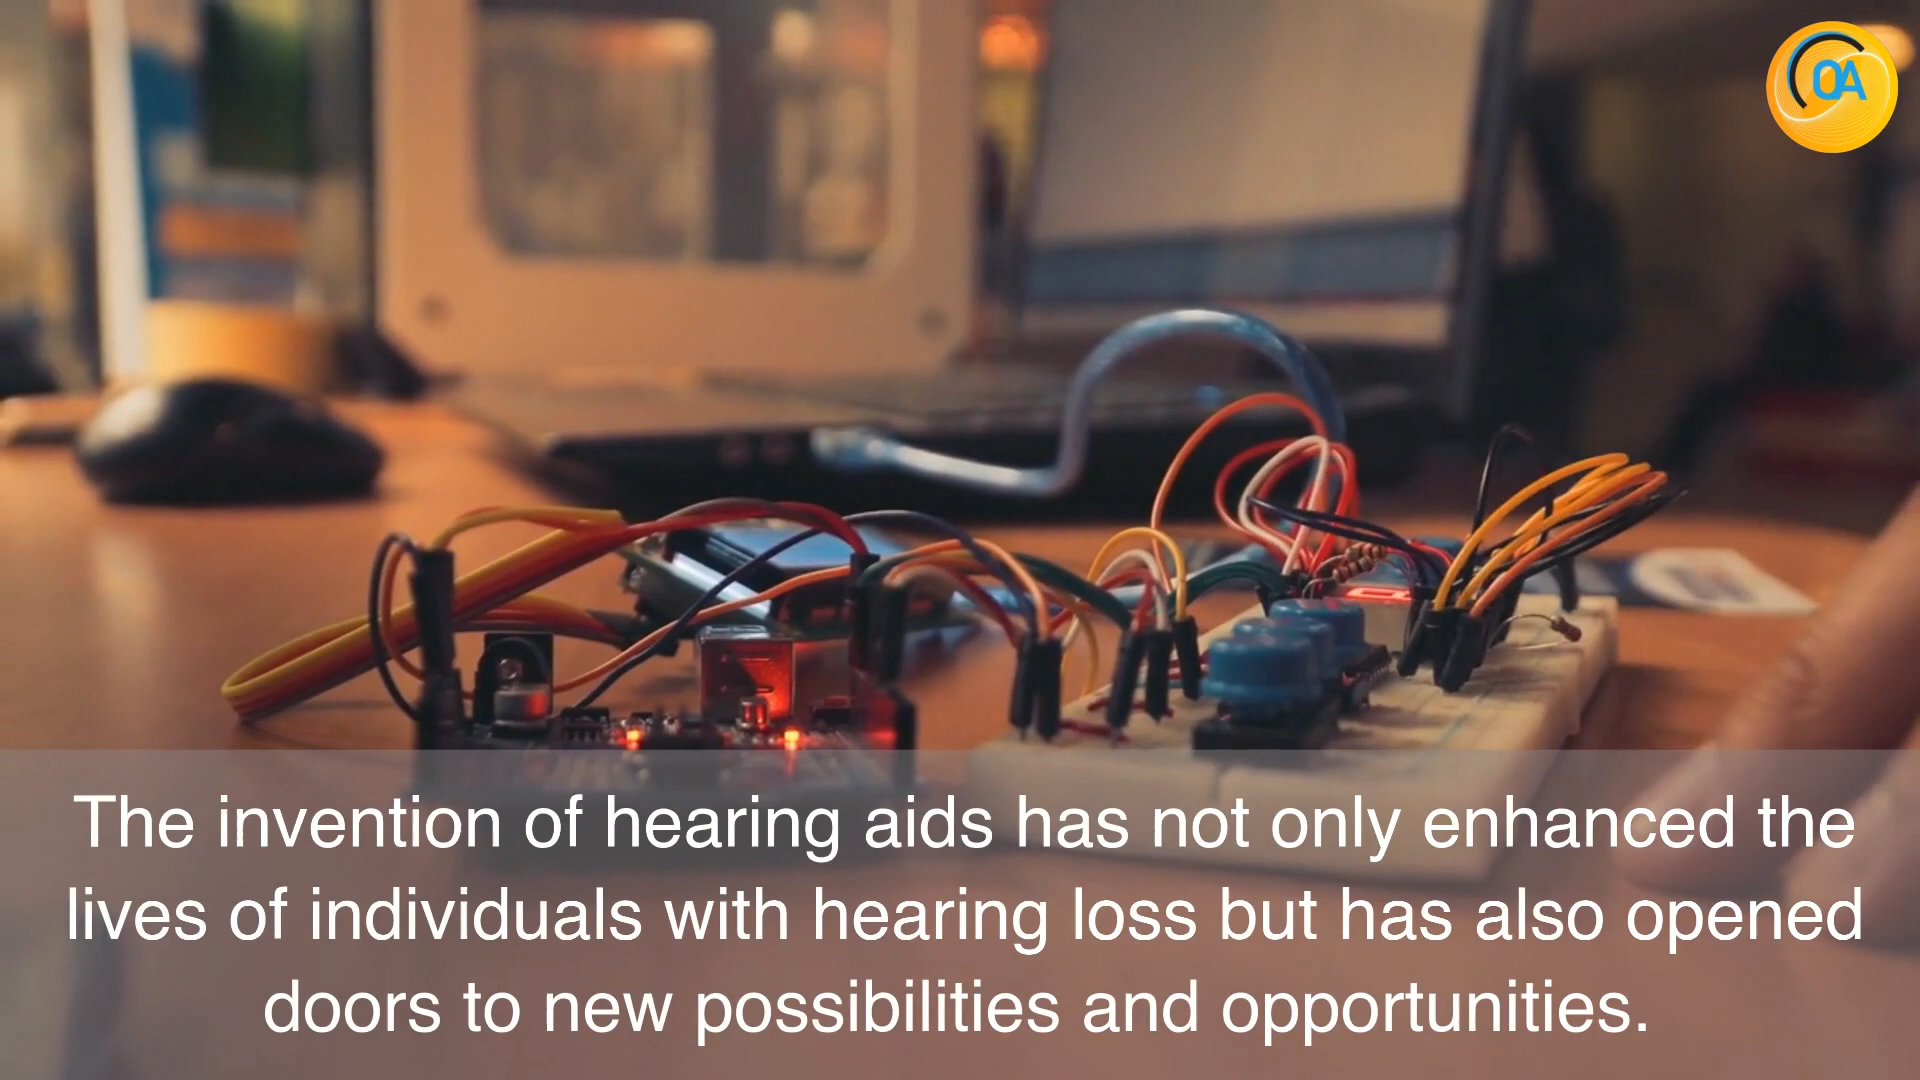 OA
The invention of hearing aids has not only enhanced the
lives of individuals with hearing loss but has also opened
doors to new possibilities and opportunities.